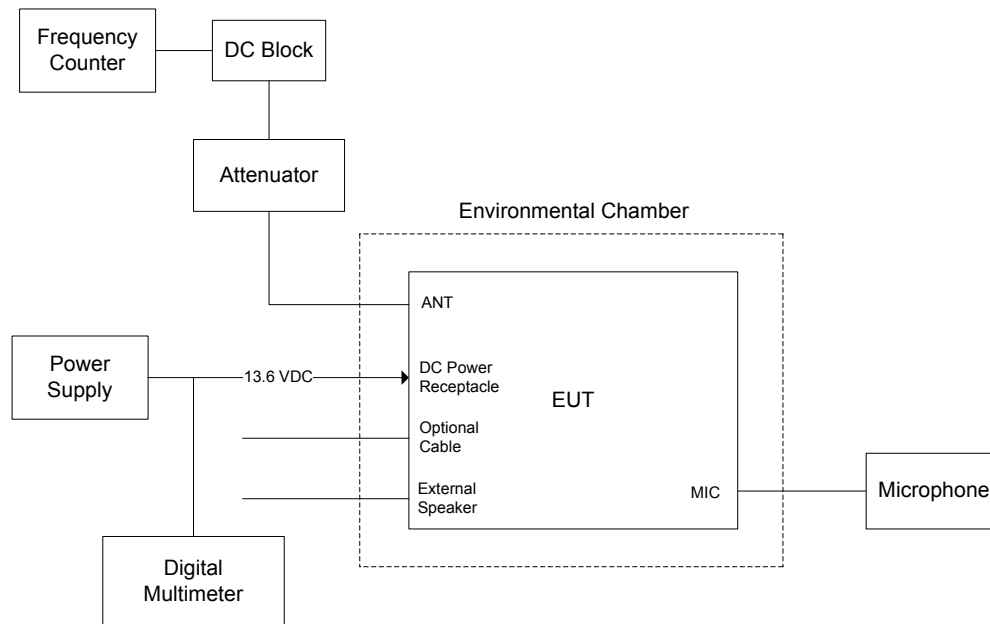 Frequency
Counter
DC Block
Attenuator
Environmental Chamber
ANT
Power
Supply
13.6 VDC
DC Power
Receptacle
EUT
Optional
Cable
External
Speaker
MIC
Microphone
Digital
Multimeter